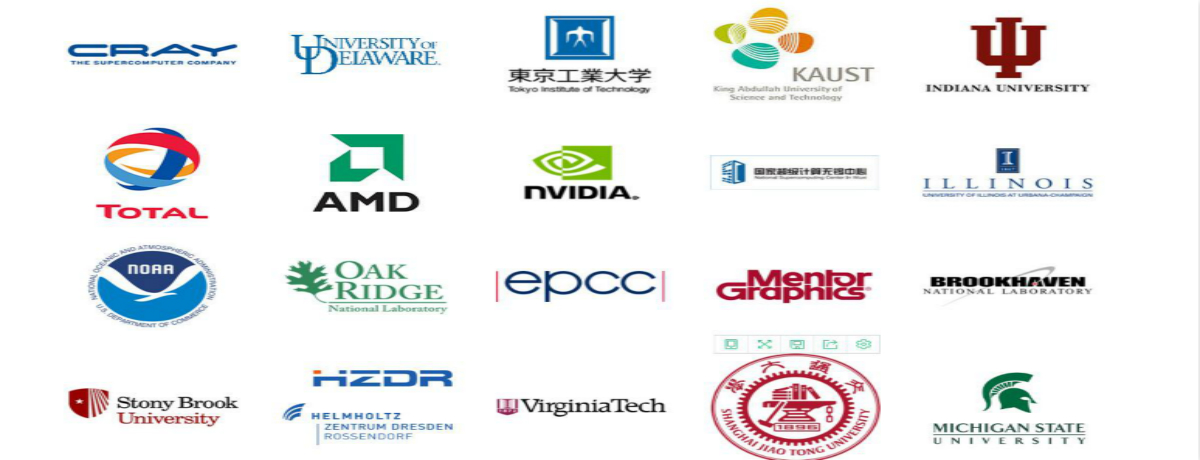 CRAY
THE SUPERCOMPUTER COMPANY
UNIVERSITY OF
DELAWARE.
東京工業大学
Tokyo Institute of Technology
KAUST
King Abdullah University of
Science and Technology
INDIANA UNIVERSITY
TOTAL
AMD
NVIDIA.
国家超级计算无锡中心
National Supercomputing Center in Wuxi
I
1867
ILLINOIS
UNIVERSITY OF ILLINOIS AT URBANA-CHAMPAIGN
NATIONAL OCEANIC AND ATMOSPHERIC ADMINISTRATION
NOAA
U.S. DEPARTMENT OF COMMERCE
OAK
RIDGE
National Laboratory
|epcc|
Mentor
Graphics®
BROOKHAVEN
NATIONAL LABORATORY
Stony Brook
University
HZDR
HELMHOLTZ
ZENTRUM DRESDEN
ROSSENDORF
VirginiaTech
1896
SHANGHAI JIAO TONG UNIVERSITY
MICHIGAN STATE
UNIVERSITY